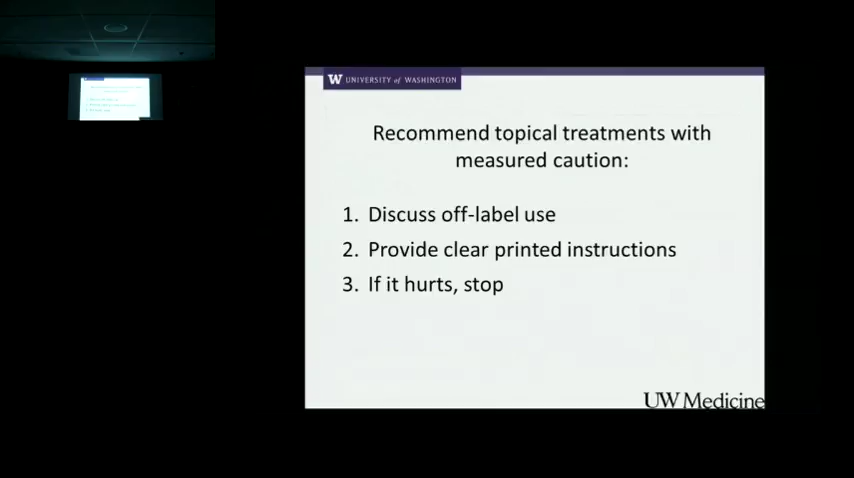 W UNIVERSITY of WASHINGTON
Recommend topical treatments with
measured caution:
1. Discuss off-label use
2. Provide clear printed instructions
3. If it hurts, stop
UW Medicine